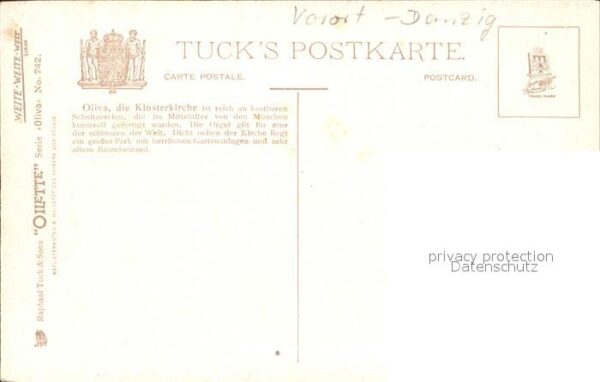 Vorort - Danzig
TUCK'S POSTKARTE.
CARTE POSTALE.
POSTCARD.
TRADE MARK
Oliva, die Klosterkirche ist reich an kostbaren
Schnitzereien, die im Mittelalter von den Mönchen
kunstvoll gefertigt wurden. Die Orgel gilt für eine
der schönsten der Welt. Dicht neben der Kirche liegt
ein großer Park mit herrlichen Gartenanlagen und sehr
altem Baumbestand.
WEITE-WEITE-WELT
SERIE
Raphael Tuck & Sons "OILETTE" Serie »Oliva« No. 742.
privacy protection
Datenschutz